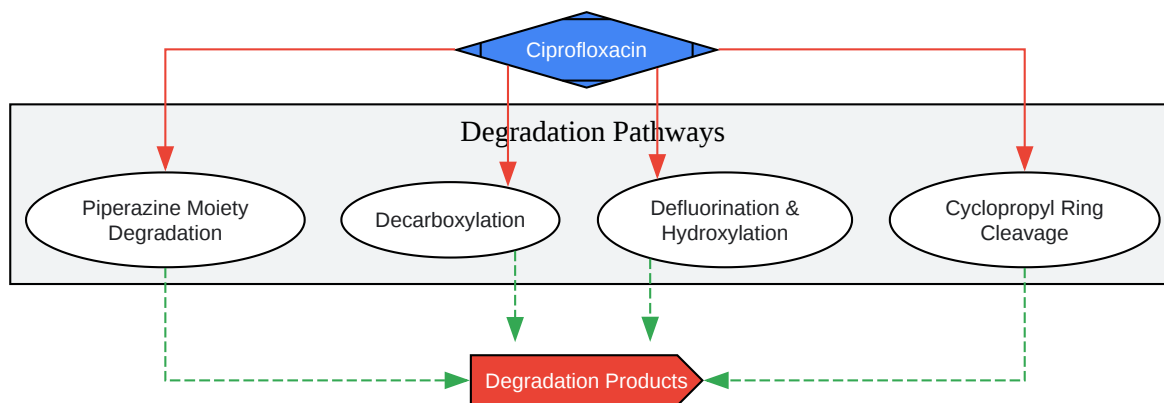 Ciprofloxacin
Degradation Pathways
Piperazine Moiety
Degradation
Decarboxylation
Defluorination &
Hydroxylation
Cyclopropyl Ring
Cleavage
Degradation Products